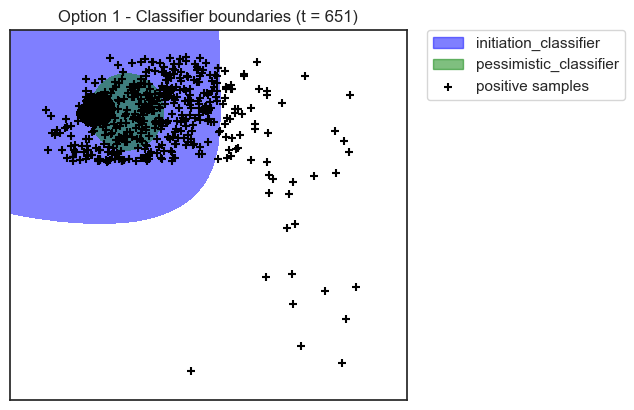 Option 1 - Classifier boundaries (t = 651)
initiation_classifier
pessimistic_classifier
positive samples